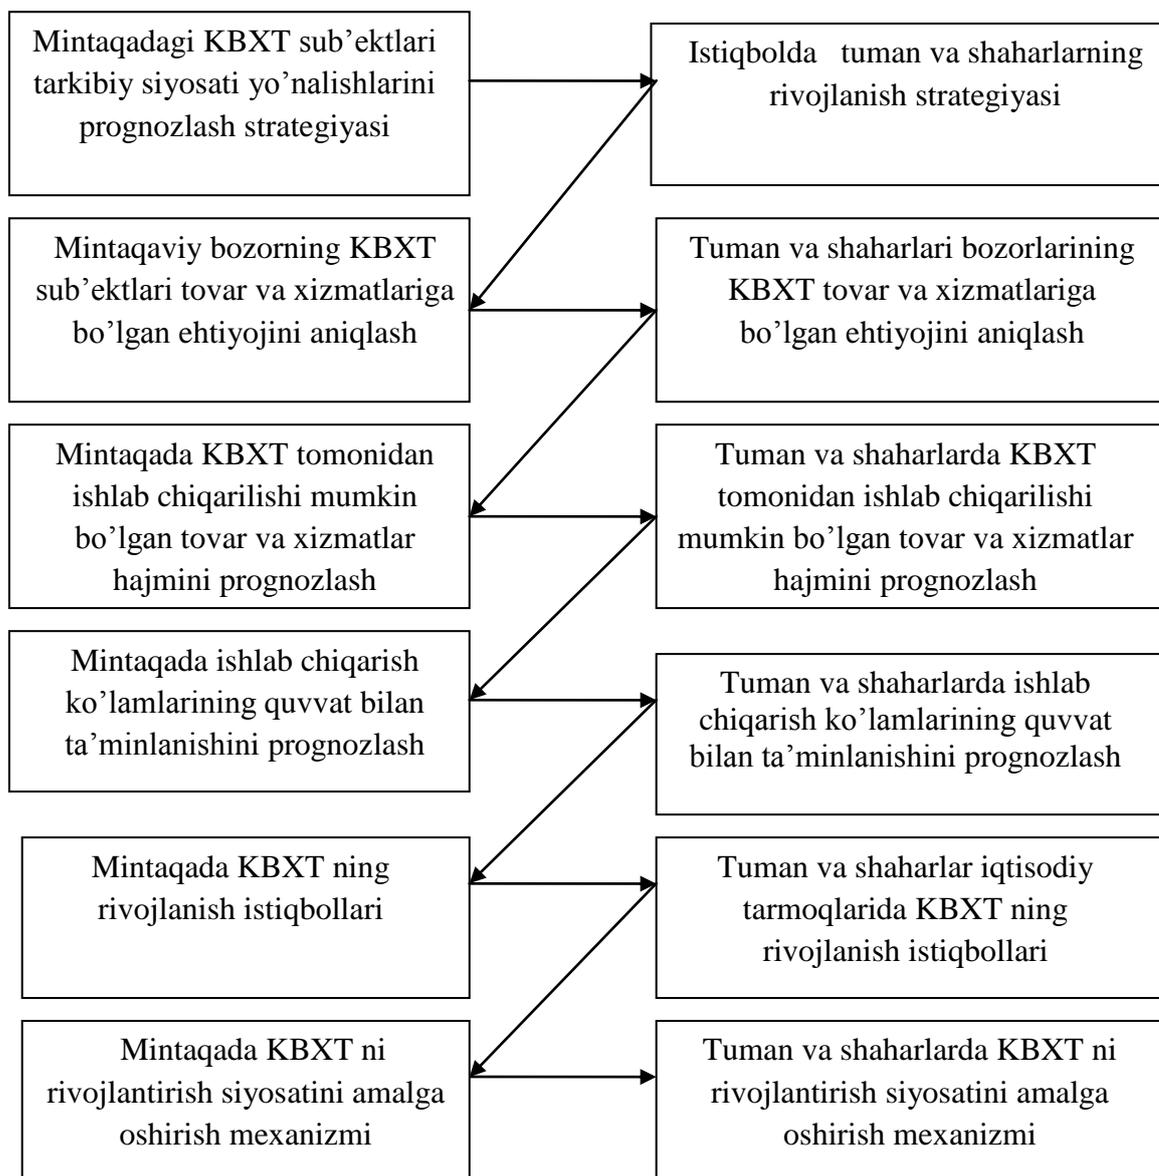 Mintaqadagi KBXT sub’ektlari
tarkibiy siyosati yo’nalishlarini
prognozlash strategiyasi
Istiqbolda tuman va shaharlarning
rivojlanish strategiyasi
Mintaqaviy bozorning KBXT
sub’ektlari tovar va xizmatlariga
bo’lgan ehtiyojini aniqlash
Tuman va shaharlari bozorlarining
KBXT tovar va xizmatlariga
bo’lgan ehtiyojini aniqlash
Mintaqada KBXT tomonidan
ishlab chiqarilishi mumkin
bo’lgan tovar va xizmatlar
hajmini prognozlash
Tuman va shaharlarda KBXT
tomonidan ishlab chiqarilishi
mumkin bo’lgan tovar va xizmatlar
hajmini prognozlash
Mintaqada ishlab chiqarish
ko’lamlarining quvvat bilan
ta’minlanishini prognozlash
Tuman va shaharlarda ishlab
chiqarish ko’lamlarining quvvat
bilan ta’minlanishini prognozlash
Mintaqada KBXT ning
rivojlanish istiqbollari
Tuman va shaharlar iqtisodiy
tarmoqlarida KBXT ning
rivojlanish istiqbollari
Mintaqada KBXT ni
rivojlantirish siyosatini amalga
oshirish mexanizmi
Tuman va shaharlarda KBXT ni
rivojlantirish siyosatini amalga
oshirish mexanizmi